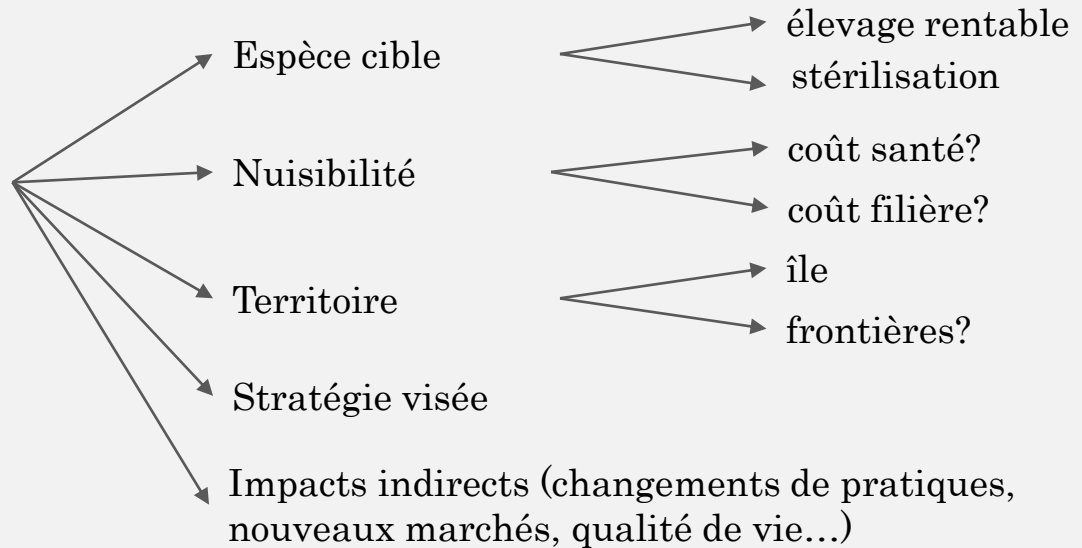 Espèce cible
élevage rentable
stérilisation
Nuisibilité
coût santé?
coût filière?
Territoire
île
frontières?
Stratégie visée
Impacts indirects (changements de pratiques,
nouveaux marchés, qualité de vie…)